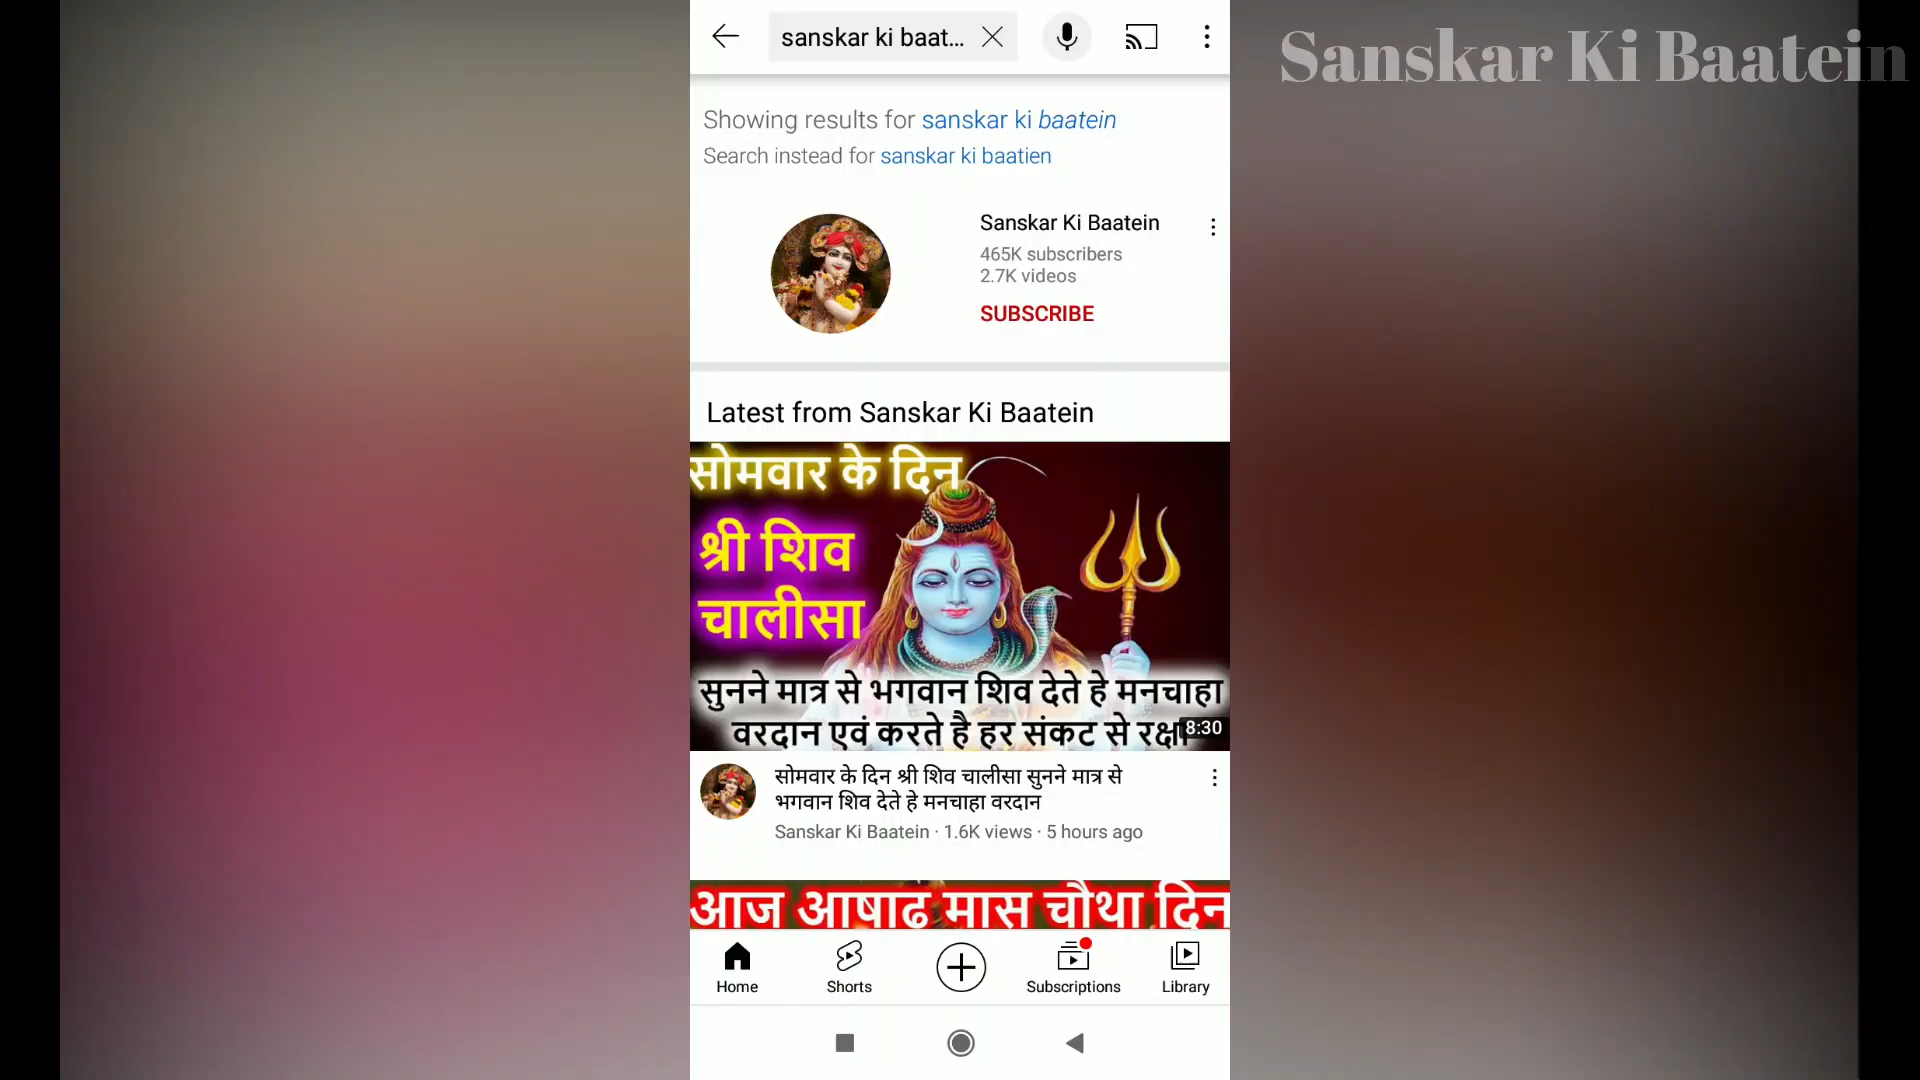 sanskar ki baat...
Sanskar Ki Baatein
Showing results for sanskar ki baatein
Search instead for sanskar ki baatien
Sanskar Ki Baatein
465K subscribers
2.7K videos
SUBSCRIBE
Latest from Sanskar Ki Baatein
सोमवार के दिन
श्री शिव
चालीसा
सुनने मात्र से भगवान शिव देते हे मनचाहा
वरदान एवं करते है हर संकट से रक्षा
8:30
सोमवार के दिन श्री शिव चालीसा सुनने मात्र से
भगवान शिव देते हे मनचाहा वरदान
Sanskar Ki Baatein · 1.6K views · 5 hours ago
आज आषाढ मास चौथा दिन
Home
Shorts
Subscriptions
Library